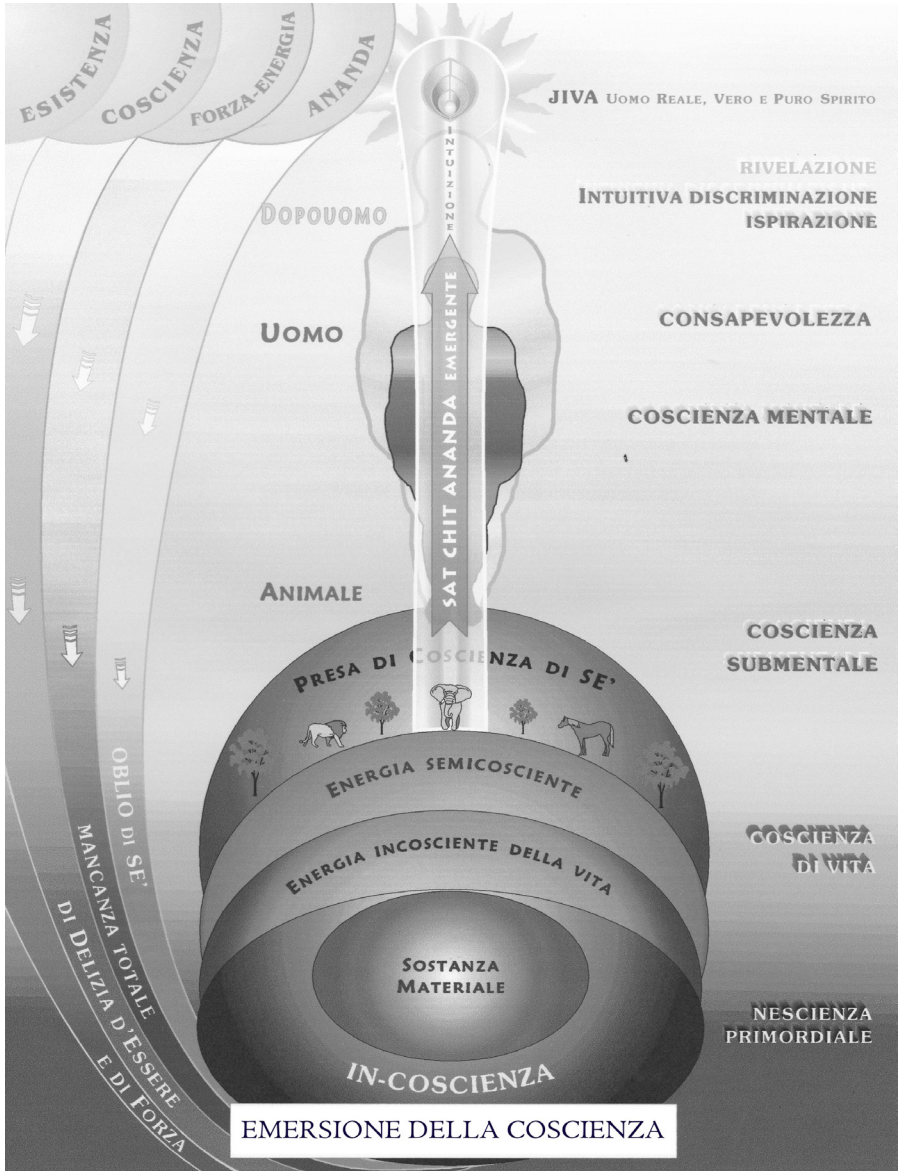 ESISTENZA
COSCIENZA
FORZA-ENERGIA
ANANDA
JIVA UOMO REALE, VERO E PURO SPIRITO
INTUIZIONE
RIVELAZIONE
INTUITIVA DISCRIMINAZIONE
ISPIRAZIONE
DOPOUOMO
UOMO
CONSAPEVOLEZZA
COSCIENZA MENTALE
SAT CHIT ANANDA EMERGENTE
ANIMALE
COSCIENZA
SUBMENTALE
PRESA DI COSCIENZA DI SE'
ENERGIA SEMICOSCIENTE
ENERGIA INCOSCIENTE DELLA VITA
COSCIENZA
DI VITA
OBLIO DI SE'
MANCANZA TOTALE
DI DELIZIA D'ESSERE
E DI FORZA
SOSTANZA
MATERIALE
NESCIENZA
PRIMORDIALE
IN-COSCIENZA
EMERSIONE DELLA COSCIENZA